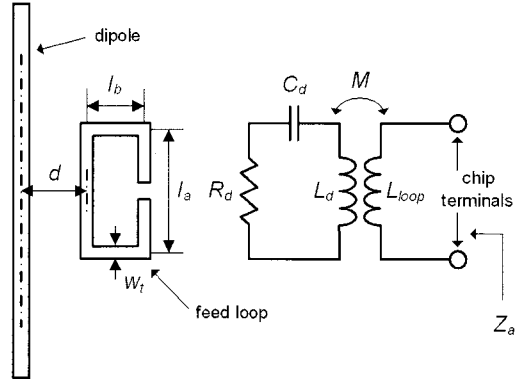 dipole
l_b
d
l_a
W_t
feed loop
C_d
M
R_d
L_d
L_loop
chip
terminals
Z_a